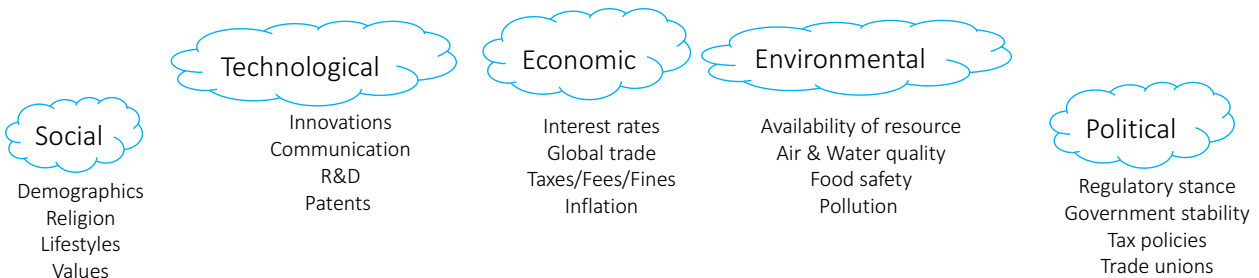 Social
Demographics
Religion
Lifestyles
Values
Technological
Innovations
Communication
R&D
Patents
Economic
Interest rates
Global trade
Taxes/Fees/Fines
Inflation
Environmental
Availability of resource
Air & Water quality
Food safety
Pollution
Political
Regulatory stance
Government stability
Tax policies
Trade unions